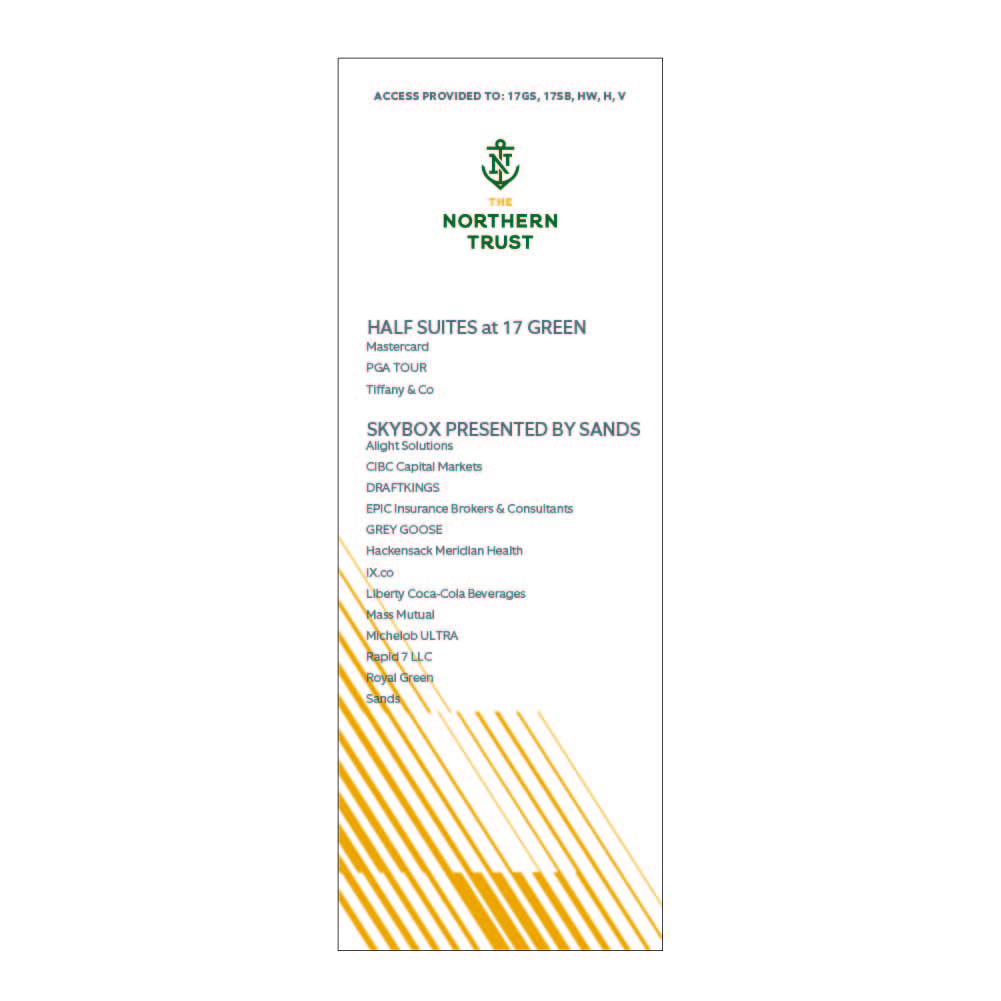 ACCESS PROVIDED TO: 17GS, 17SB, HW, H, V
N
THE
NORTHERN
TRUST
HALF SUITES at 17 GREEN
Mastercard
PGA TOUR
Tiffany & Co
SKYBOX PRESENTED BY SANDS
Alight Solutions
CIBC Capital Markets
DRAFTKINGS
EPIC Insurance Brokers & Consultants
GREY GOOSE
Hackensack Meridian Health
iX.co
Liberty Coca-Cola Beverages
Mass Mutual
Michelob ULTRA
Rapid 7 LLC
Royal Green
Sands